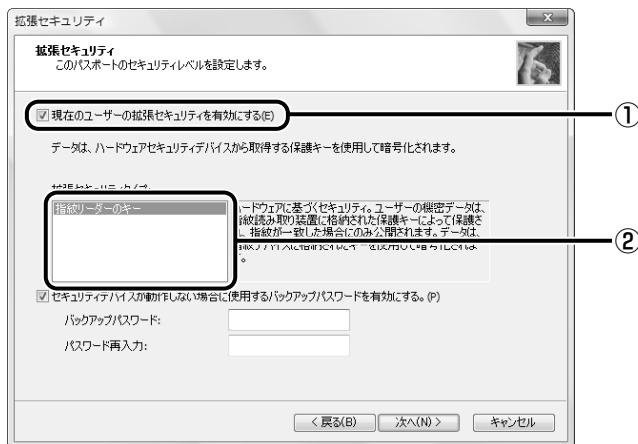 拡張セキュリティ
拡張セキュリティ
このパスポートのセキュリティレベルを設定します。
現在のユーザーの拡張セキュリティを有効にする(E)
①
データは、ハードウェアセキュリティデバイスから取得する保護キーを使用して暗号化されます。
指紋リーダーのキー
ハードウェアに基づくセキュリティ。ユーザーの機密データは、
指紋読み取り装置に格納された保護キーによって保護さ
、指紋が一致した場合にのみ公開されます。データは、
②
セキュリティデバイスが動作しない場合に使用するバックアップパスワードを有効にする。(P)
バックアップパスワード:
パスワード再入力:
< 戻る(B)
次へ(N) >
キャンセル